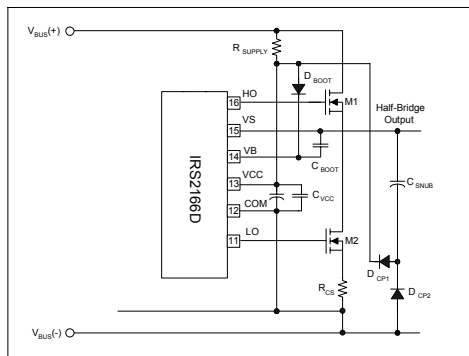 VBUS(+)
RSUPPLY
DBOOT
HO
16
M1
VS
15
Half-Bridge
Output
VB
14
CBOOT
IRS2166D
VCC
13
CSNUB
COM
12
CVCC
LO
11
M2
DCP1
RCS
DCP2
VBUS(-)